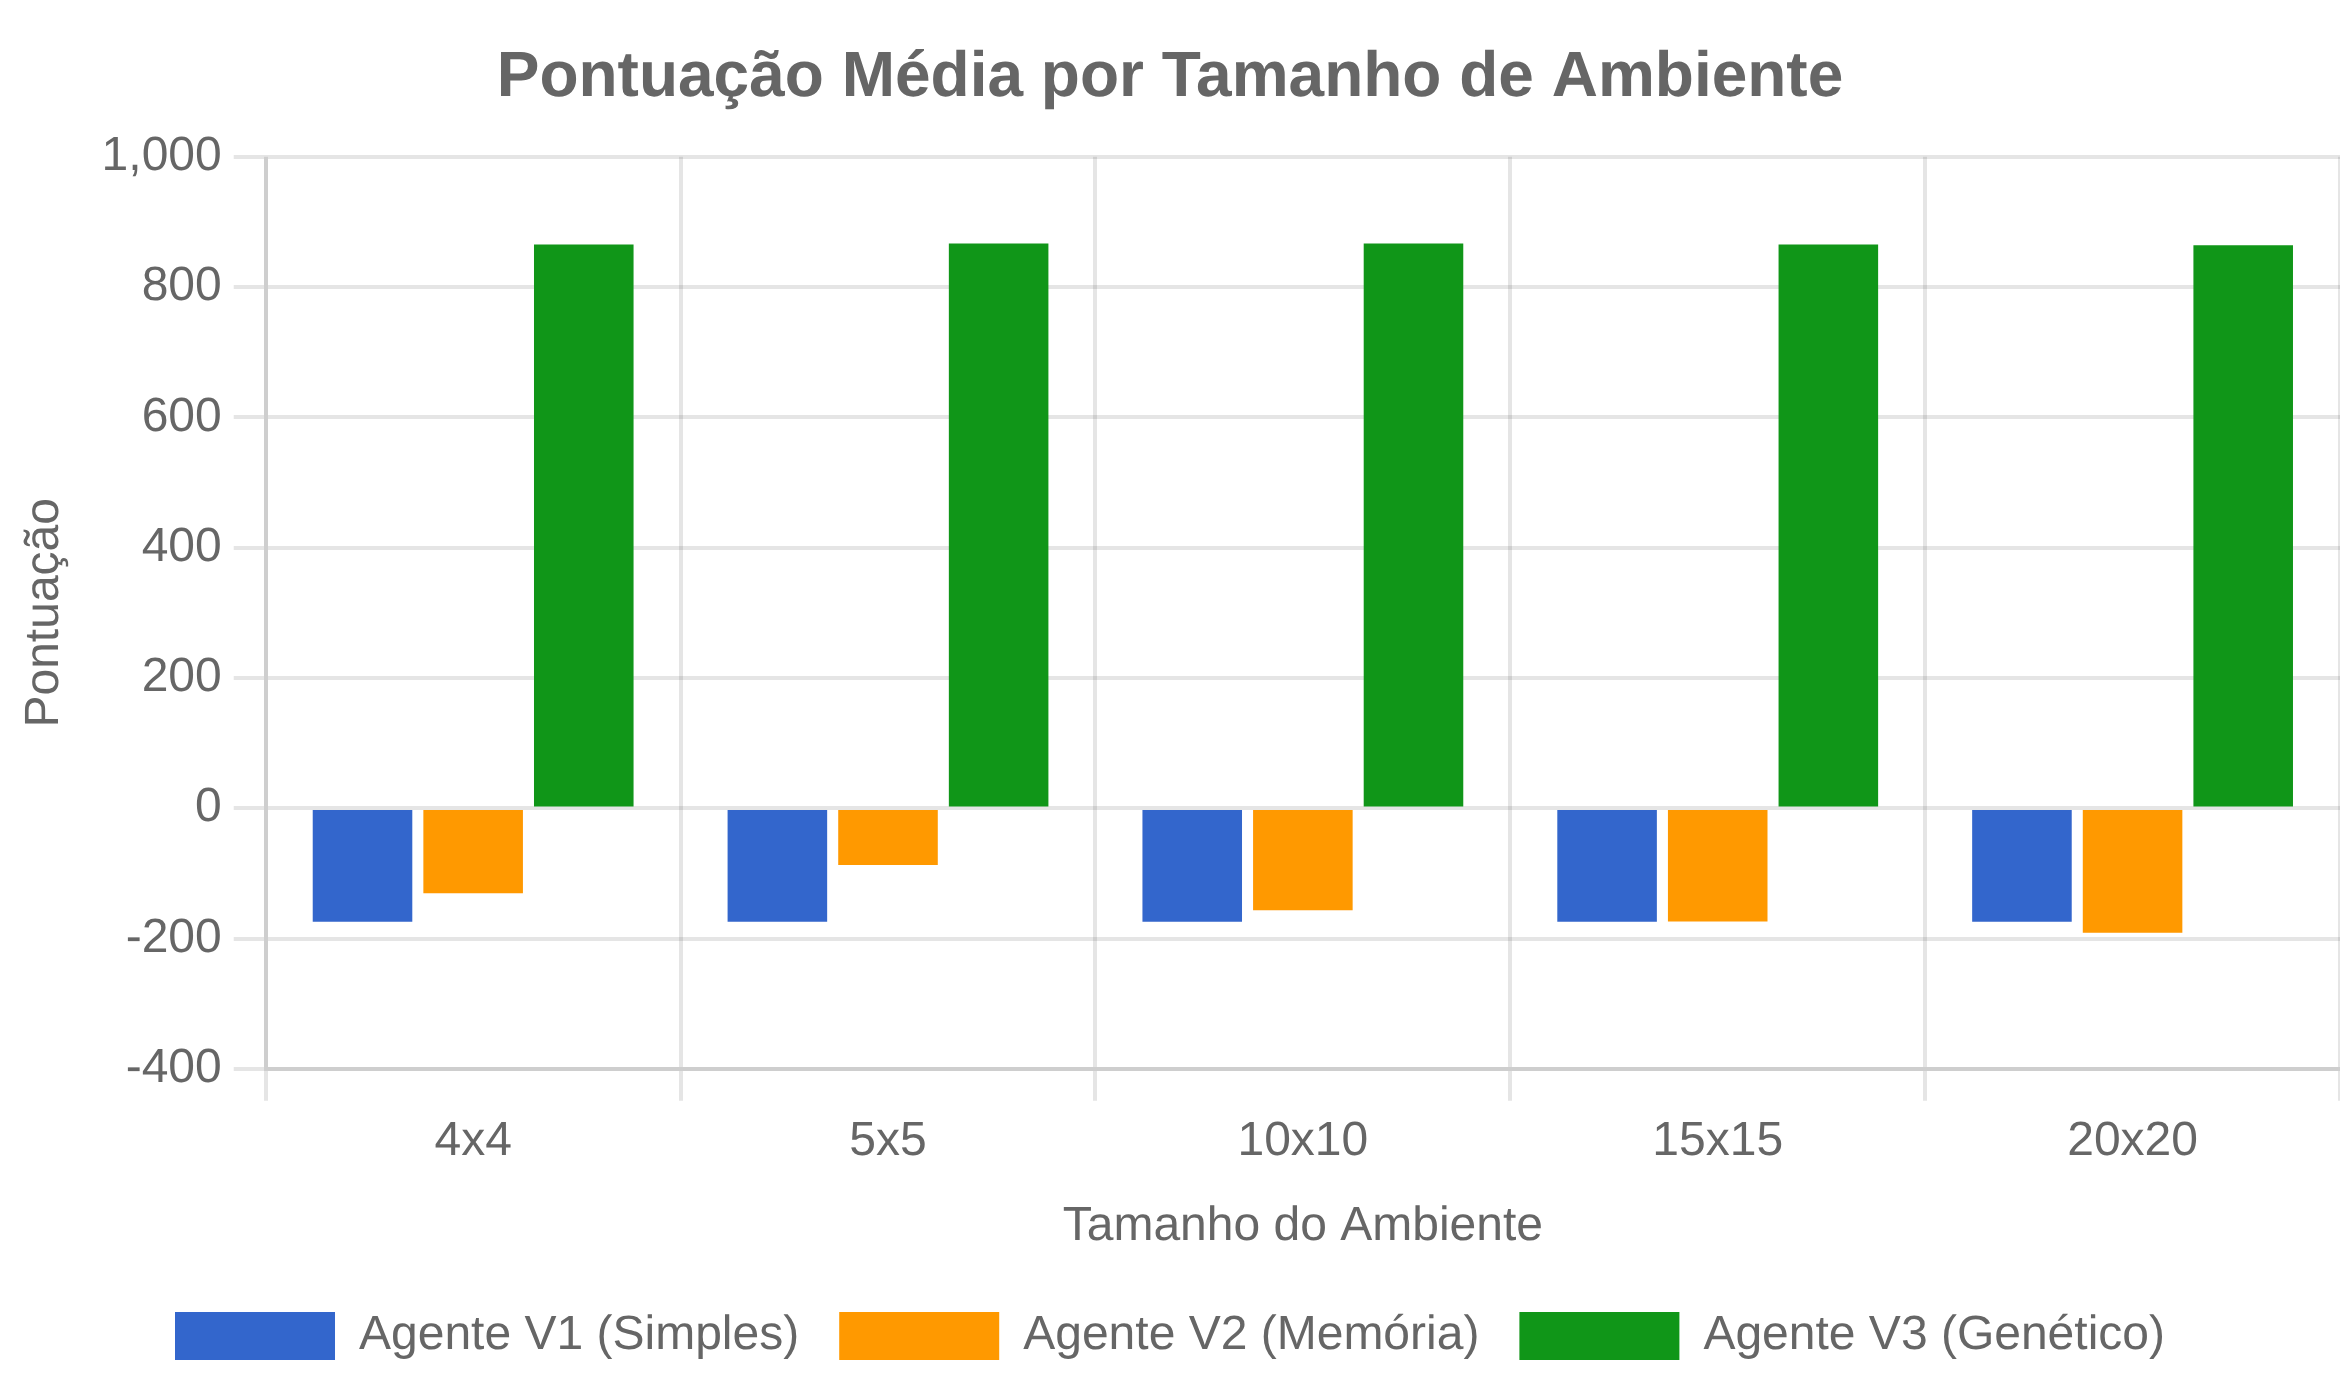 Pontuação Média por Tamanho de Ambiente
1,000
800
600
400
200
0
-200
-400
Pontuação
4x4 5x5 10x10 15x15 20x20
Tamanho do Ambiente
Agente V1 (Simples) Agente V2 (Memória) Agente V3 (Genético)